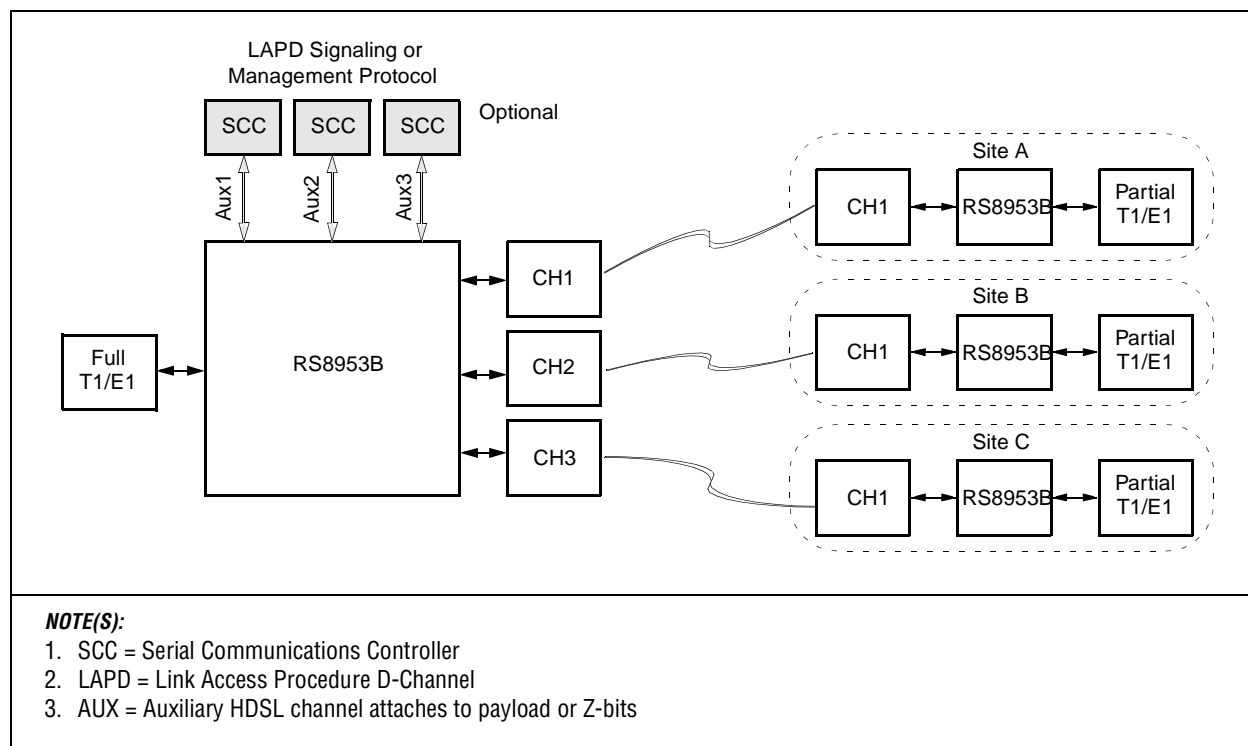 LAPD Signaling or
Management Protocol
SCC
SCC
SCC
Optional
Aux1
Aux2
Aux3
Full
T1/E1
RS8953B
CH1
CH2
CH3
Site A
CH1
RS8953B
Partial
T1/E1
Site B
CH1
RS8953B
Partial
T1/E1
Site C
CH1
RS8953B
Partial
T1/E1
NOTE(S):
1. SCC = Serial Communications Controller
2. LAPD = Link Access Procedure D-Channel
3. AUX = Auxiliary HDSL channel attaches to payload or Z-bits